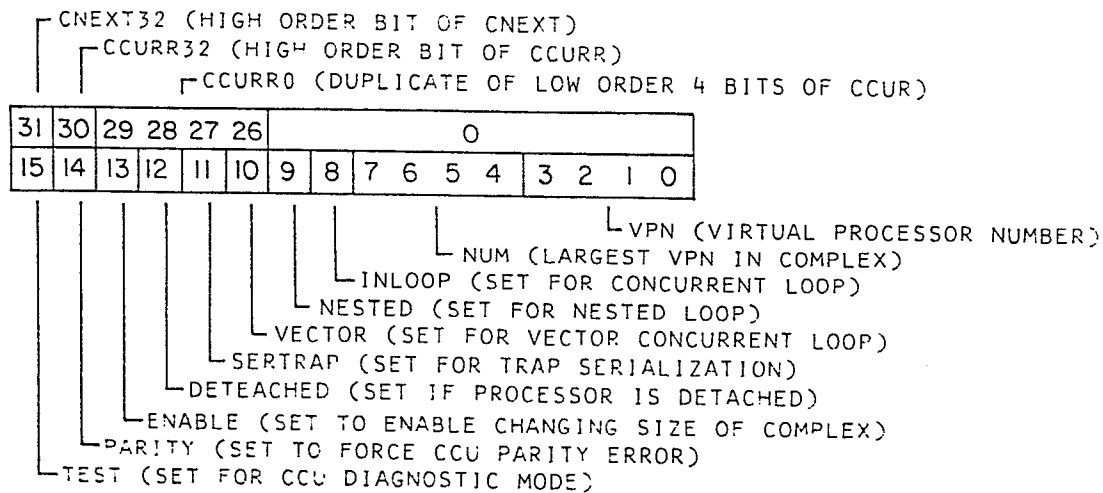 CNEXT32 (HIGH ORDER BIT OF CNEXT)
CCURR32 (HIGH ORDER BIT OF CCURR)
CCURR0 (DUPLICATE OF LOW ORDER 4 BITS OF CCUR)
31 30 29 28 27 26 0
15 14 13 12 11 10 9 8 7 6 5 4 3 2 1 0
VPN (VIRTUAL PROCESSOR NUMBER)
NUM (LARGEST VPN IN COMPLEX)
INLOOP (SET FOR CONCURRENT LOOP)
NESTED (SET FOR NESTED LOOP)
VECTOR (SET FOR VECTOR CONCURRENT LOOP)
SERTRAP (SET FOR TRAP SERIALIZATION)
DETEACHED (SET IF PROCESSOR IS DETACHED)
ENABLE (SET TO ENABLE CHANGING SIZE OF COMPLEX)
PARITY (SET TO FORCE CCU PARITY ERROR)
TEST (SET FOR CCU DIAGNOSTIC MODE)